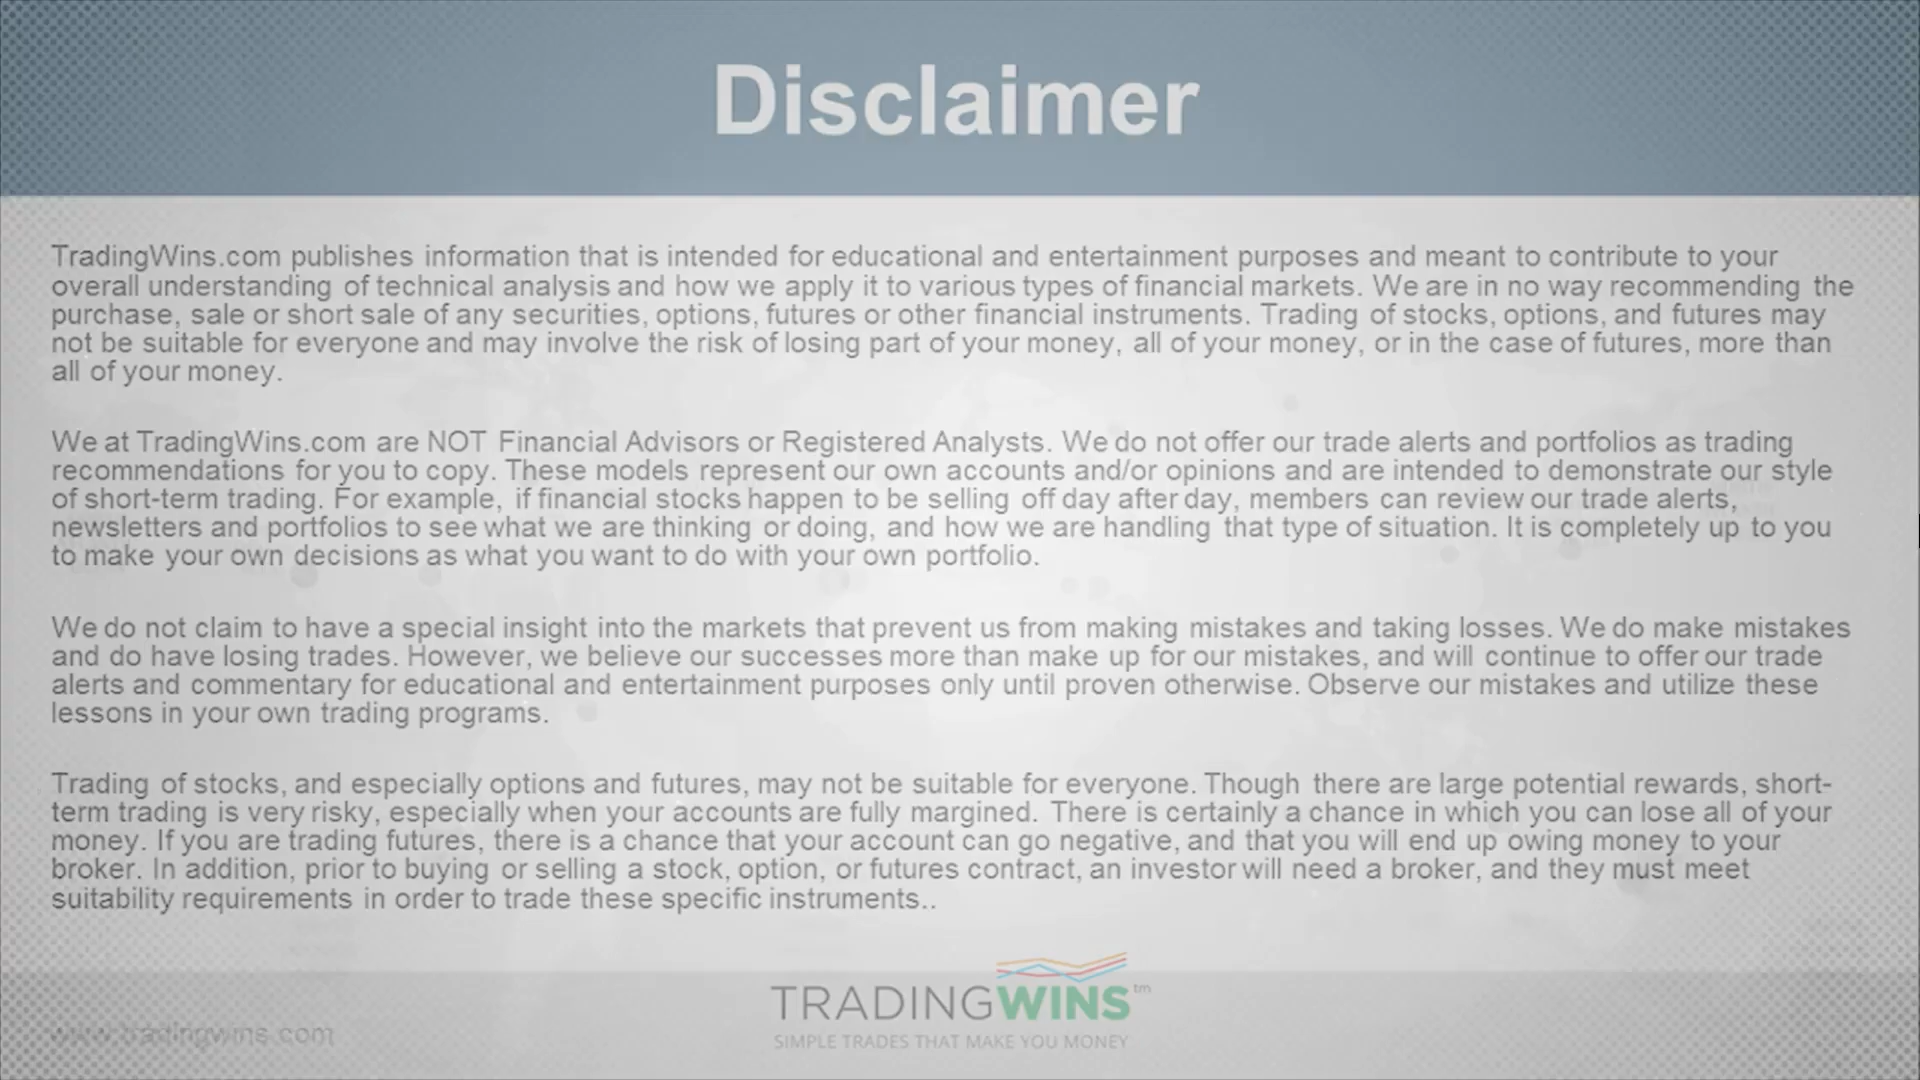 Disclaimer
TradingWins.com publishes information that is intended for educational and entertainment purposes and meant to contribute to your
overall understanding of technical analysis and how we apply it to various types of financial markets. We are in no way recommending the
purchase, sale or short sale of any securities, options, futures or other financial instruments. Trading of stocks, options, and futures may
not be suitable for everyone and may involve the risk of losing part of your money, all of your money, or in the case of futures, more than
all of your money.
We at TradingWins.com are NOT Financial Advisors or Registered Analysts. We do not offer our trade alerts and portfolios as trading
recommendations for you to copy. These models represent our own accounts and/or opinions and are intended to demonstrate our style
of short-term trading. For example, if financial stocks happen to be selling off day after day, members can review our trade alerts,
newsletters and portfolios to see what we are thinking or doing, and how we are handling that type of situation. It is completely up to you
to make your own decisions as what you want to do with your own portfolio.
We do not claim to have a special insight into the markets that prevent us from making mistakes and taking losses. We do make mistakes
and do have losing trades. However, we believe our successes more than make up for our mistakes, and will continue to offer our trade
alerts and commentary for educational and entertainment purposes only until proven otherwise. Observe our mistakes and utilize these
lessons in your own trading programs.
Trading of stocks, and especially options and futures, may not be suitable for everyone. Though there are large potential rewards, short-
term trading is very risky, especially when your accounts are fully margined. There is certainly a chance in which you can lose all of your
money. If you are trading futures, there is a chance that your account can go negative, and that you will end up owing money to your
broker. In addition, prior to buying or selling a stock, option, or futures contract, an investor will need a broker, and they must meet
suitability requirements in order to trade these specific instruments..
TRADINGWINS tm
SIMPLE TRADES THAT MAKE YOU MONEY
www.tradingwins.com